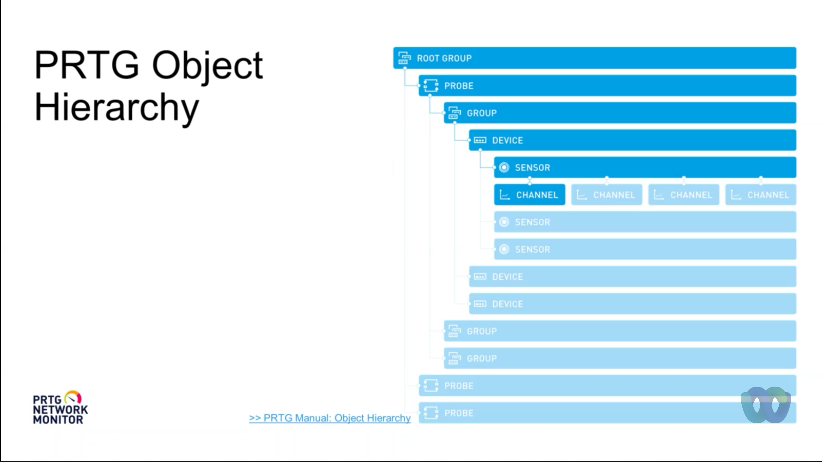 PRTG Object
Hierarchy
ROOT GROUP
PROBE
GROUP
DEVICE
SENSOR
CHANNEL CHANNEL CHANNEL CHANNEL
SENSOR
SENSOR
DEVICE
DEVICE
GROUP
GROUP
PROBE
PROBE
PRTG
NETWORK
MONITOR
>> PRTG Manual: Object Hierarchy